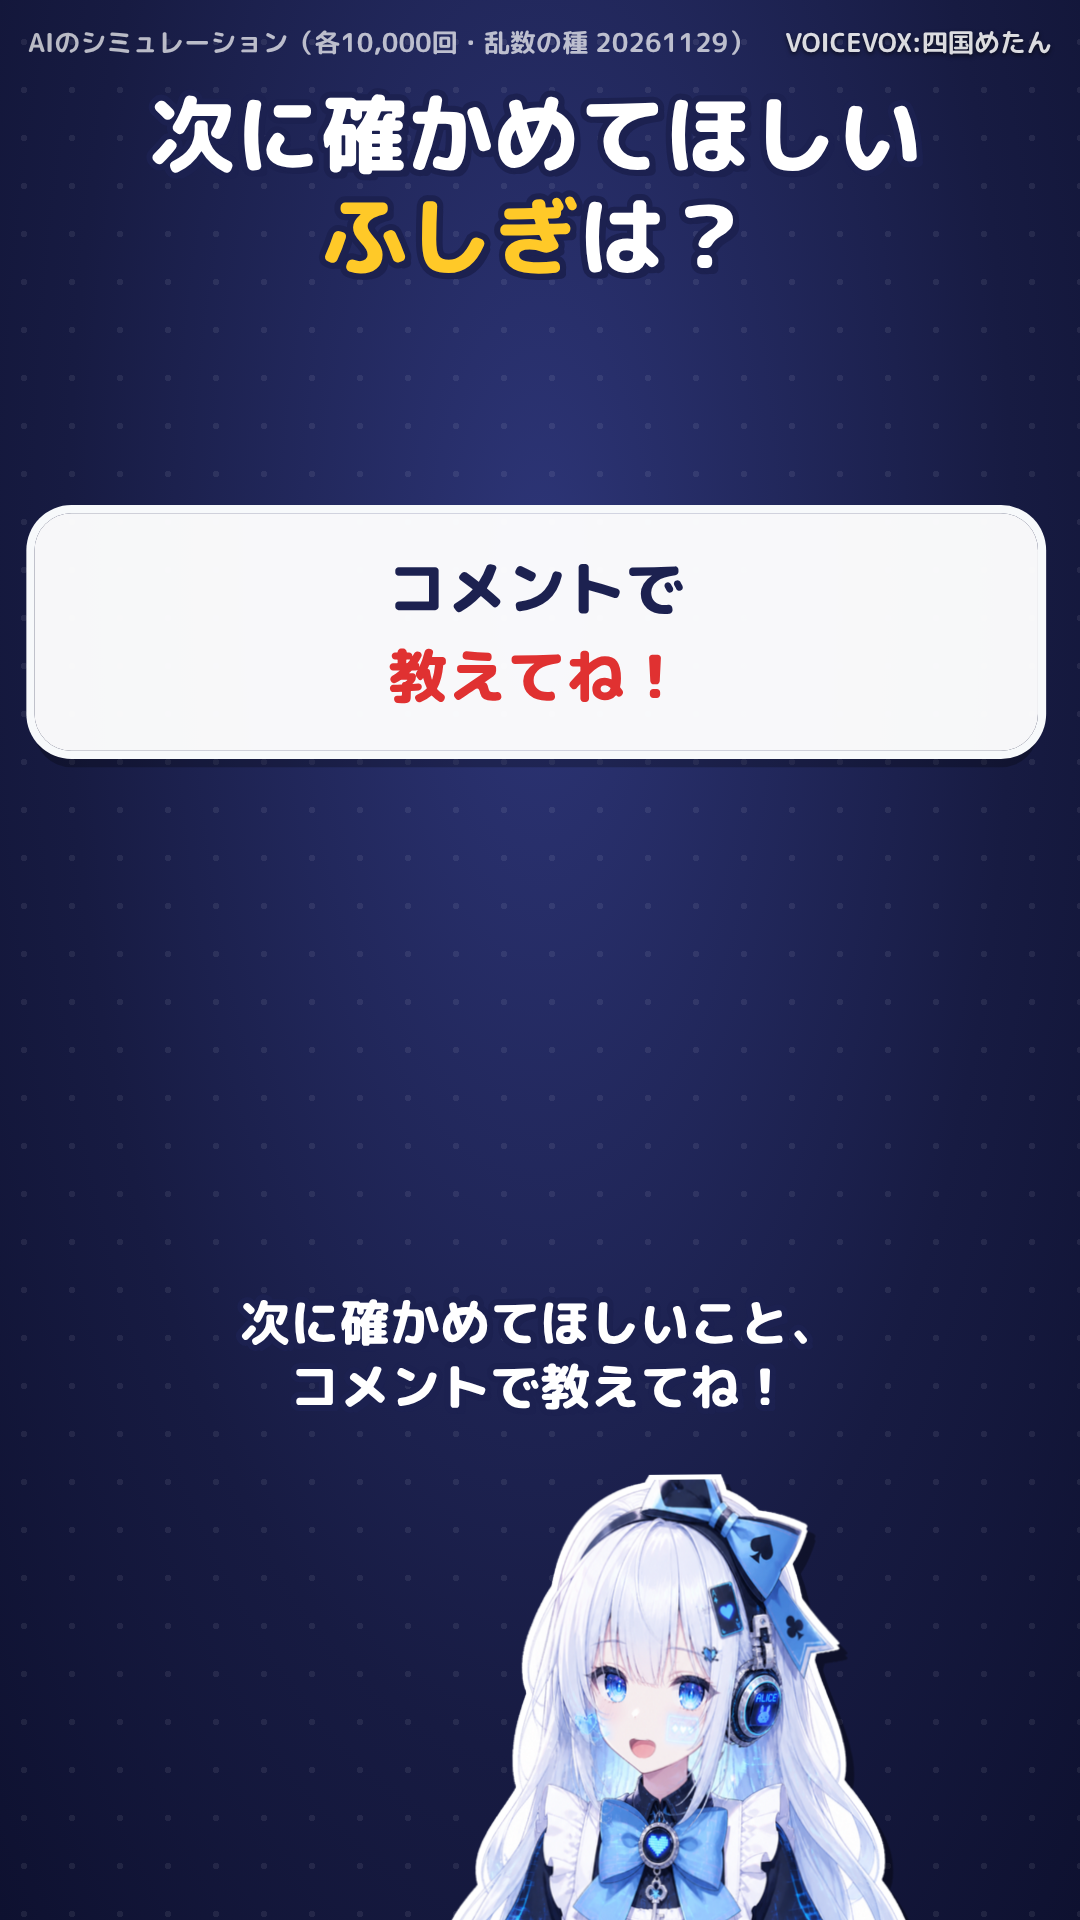 AIのシミュレーション（各10,000回・乱数の種 20261129） VOICEVOX:四国めたん
次に確かめてほしい
ふしぎは？
コメントで
教えてね！
次に確かめてほしいこと、
コメントで教えてね！
ALICE